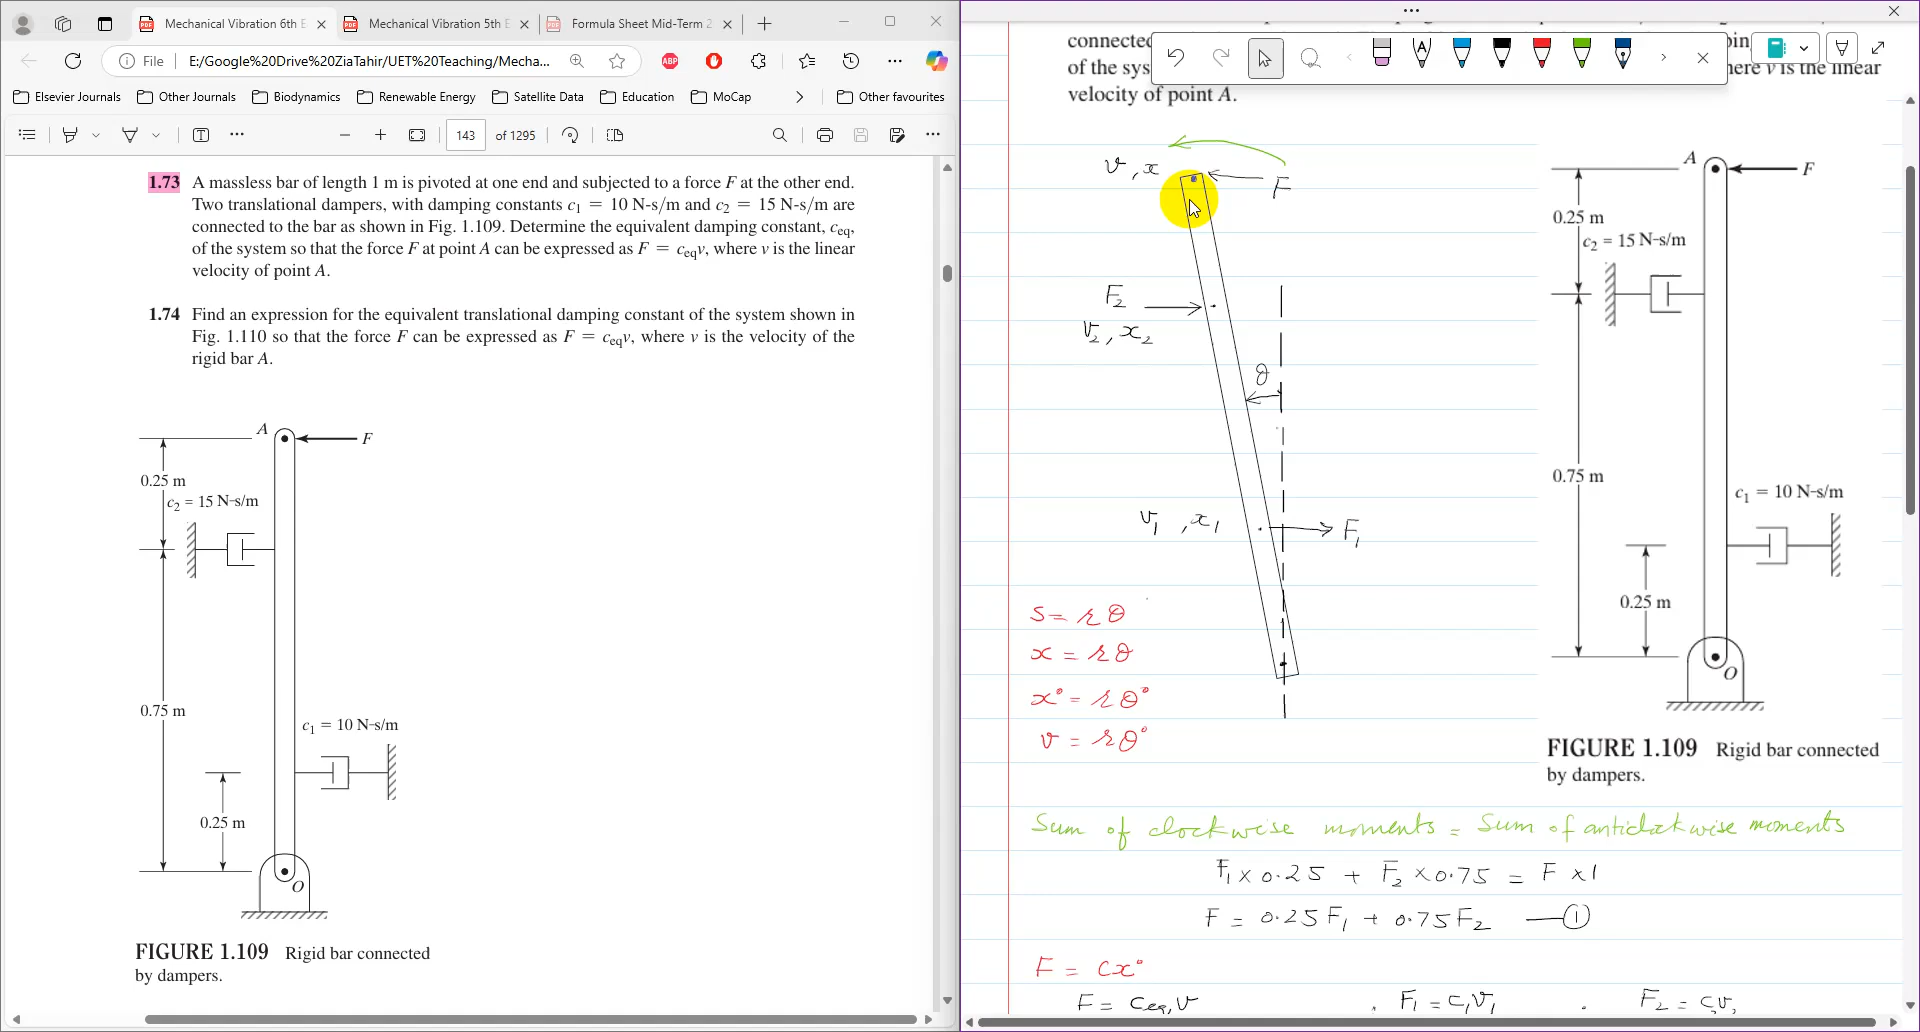 Mechanical Vibration 6th E
Mechanical Vibration 5th E
Formula Sheet Mid-Term 2
File
E:/Google%20Drive%20ZiaTahir/UET%20Teaching/Mecha...
ABP
Elsevier Journals
Other Journals
Biodynamics
Renewable Energy
Satellite Data
Education
MoCap
Other favourites
143 of 1295
1.73 A massless bar of length 1 m is pivoted at one end and subjected to a force F at the other end.
Two translational dampers, with damping constants c₁ = 10 N-s/m and c₂ = 15 N-s/m are
connected to the bar as shown in Fig. 1.109. Determine the equivalent damping constant, c_eq,
of the system so that the force F at point A can be expressed as F = c_eq v, where v is the linear
velocity of point A.
1.74 Find an expression for the equivalent translational damping constant of the system shown in
Fig. 1.110 so that the force F can be expressed as F = c_eq v, where v is the velocity of the
rigid bar A.
A
F
0.25 m
c₂ = 15 N-s/m
0.75 m
c₁ = 10 N-s/m
0.25 m
O
FIGURE 1.109 Rigid bar connected
by dampers.
connected
of the sys
here v is the linear
velocity of point A.
v, x
F
F₂
v₂, x₂
θ
v₁, x₁
F₁
s = rθ
x = rθ
x° = rθ°
v = rθ°
A
F
0.25 m
c₂ = 15 N-s/m
0.75 m
c₁ = 10 N-s/m
0.25 m
O
FIGURE 1.109 Rigid bar connected
by dampers.
Sum of clockwise moments = Sum of anticlockwise moments
F₁ × 0.25 + F₂ × 0.75 = F × 1
F = 0.25 F₁ + 0.75 F₂ — ①
F = cx°
F = c_eq v , F₁ = c₁v₁ , F₂ = c₂v₂